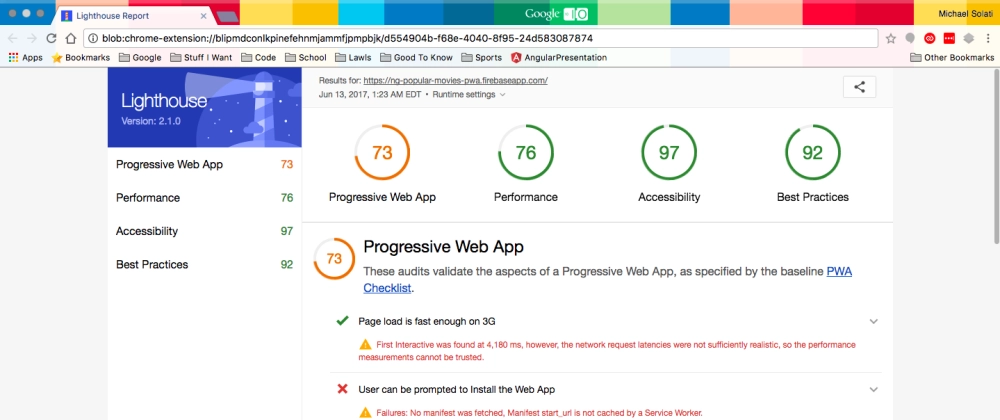 Lighthouse Report
Google I/O
Michael Solati
blob:chrome-extension://blipmdconlkpinefehnmjammfjpmpbjk/d554904b-f68e-4040-8f95-24d583087874
Apps Bookmarks Google Stuff I Want Code School Lawls Good To Know Sports AngularPresentation Other Bookmarks
Lighthouse
Version: 2.1.0
Progressive Web App 73
Performance 76
Accessibility 97
Best Practices 92
Results for: https://ng-popular-movies-pwa.firebaseapp.com/
Jun 13, 2017, 1:23 AM EDT • Runtime settings
73 76 97 92
Progressive Web App Performance Accessibility Best Practices
73
Progressive Web App
These audits validate the aspects of a Progressive Web App, as specified by the baseline PWA
Checklist.
Page load is fast enough on 3G
First Interactive was found at 4,180 ms, however, the network request latencies were not sufficiently realistic, so the performance
measurements cannot be trusted.
User can be prompted to Install the Web App
Failures: No manifest was fetched, Manifest start_url is not cached by a Service Worker.